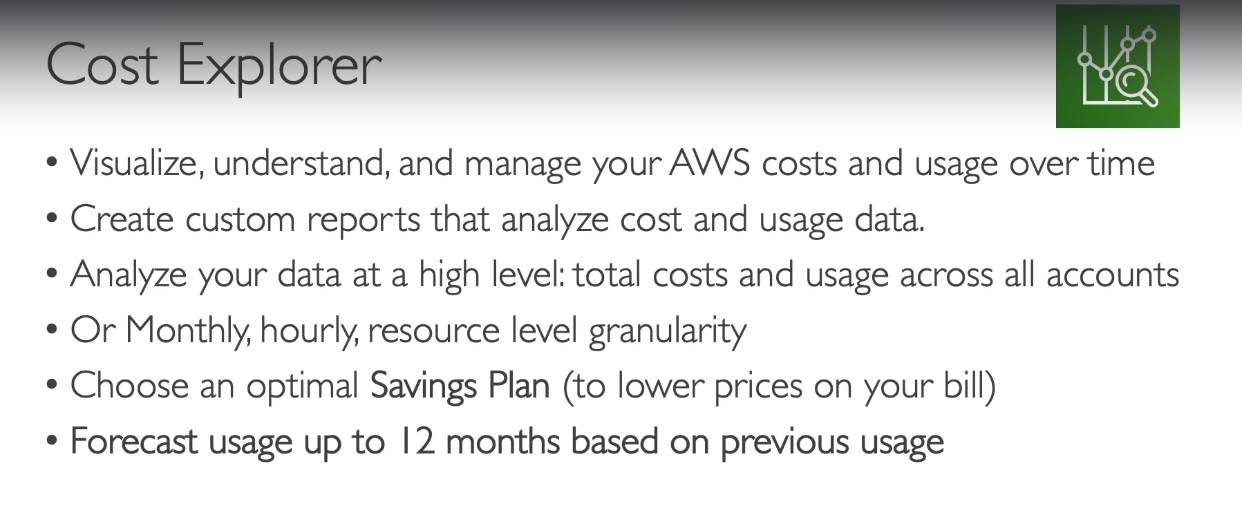 Cost Explorer
• Visualize, understand, and manage your AWS costs and usage over time
• Create custom reports that analyze cost and usage data.
• Analyze your data at a high level: total costs and usage across all accounts
• Or Monthly, hourly, resource level granularity
• Choose an optimal Savings Plan (to lower prices on your bill)
• Forecast usage up to 12 months based on previous usage